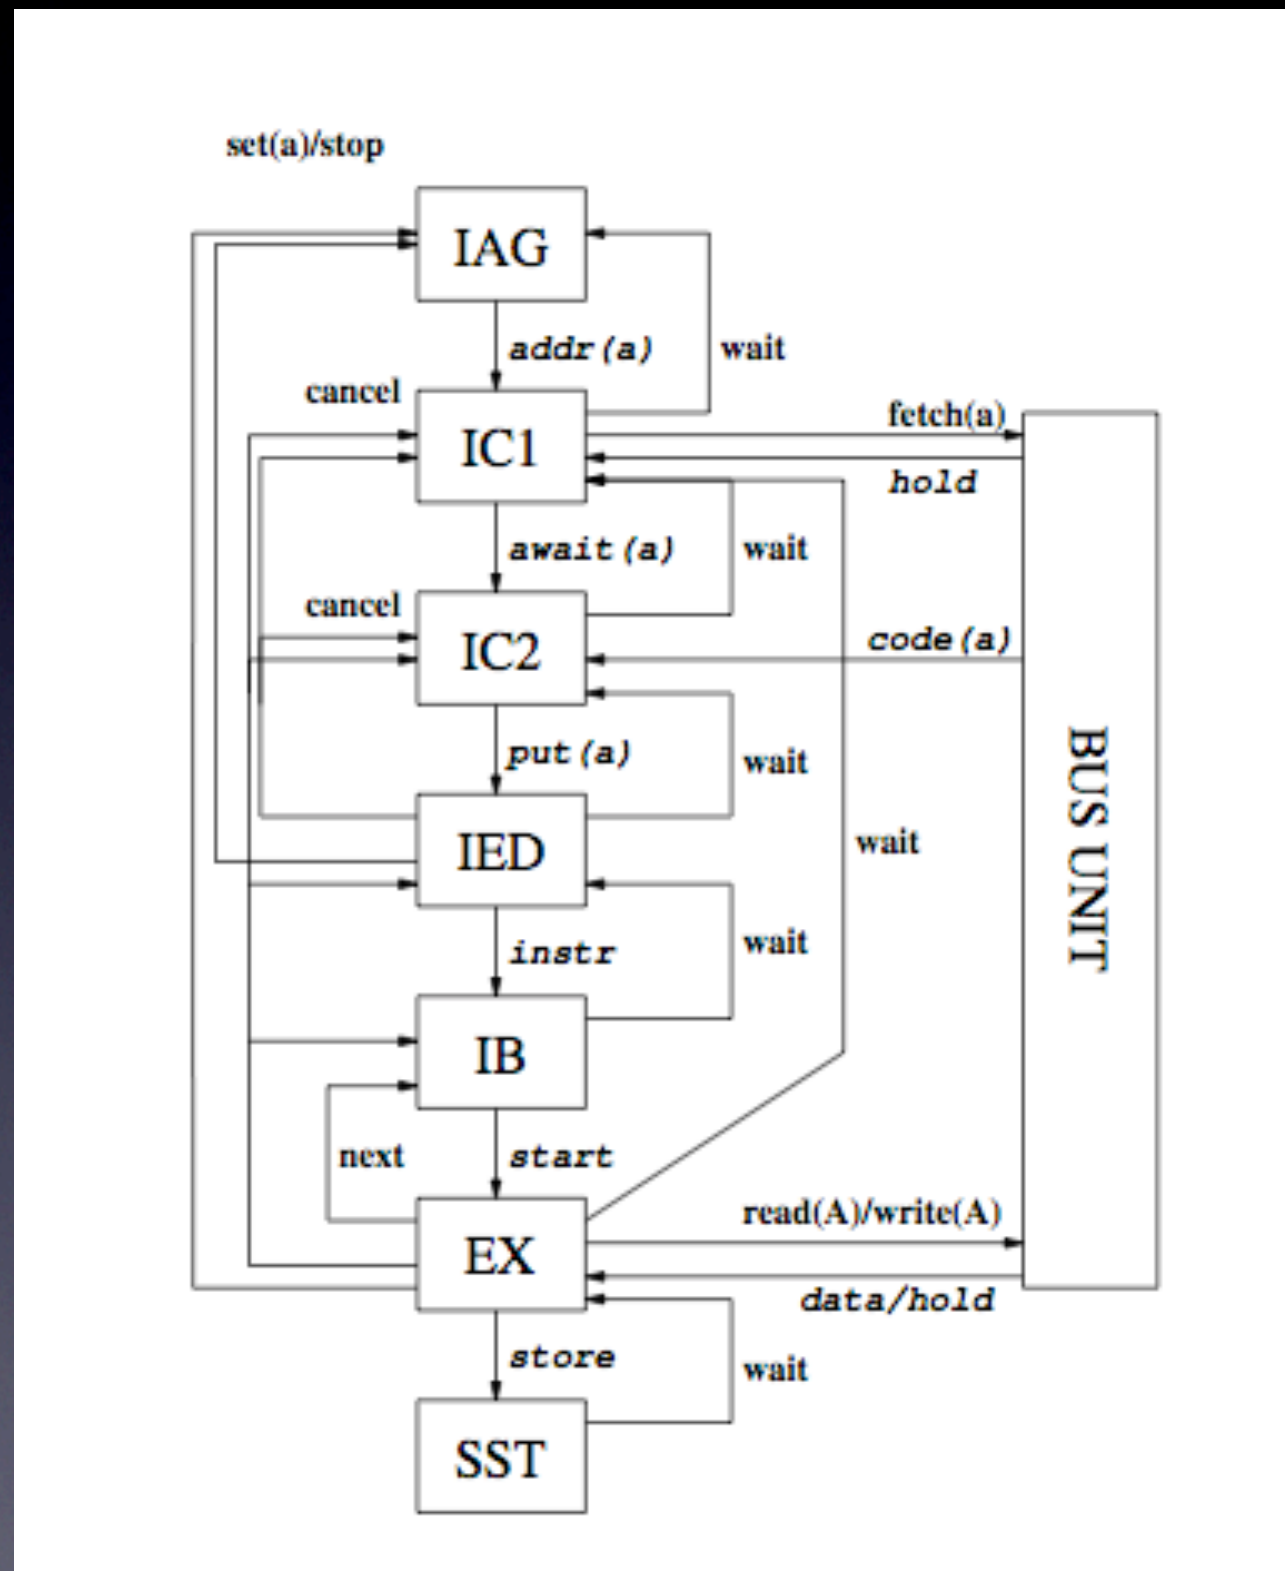 set(a)/stop
IAG
addr(a)
wait
cancel
IC1
fetch(a)
hold
await(a)
wait
cancel
IC2
code(a)
put(a)
wait
IED
wait
BUS UNIT
instr
wait
IB
next
start
read(A)/write(A)
EX
data/hold
store
wait
SST